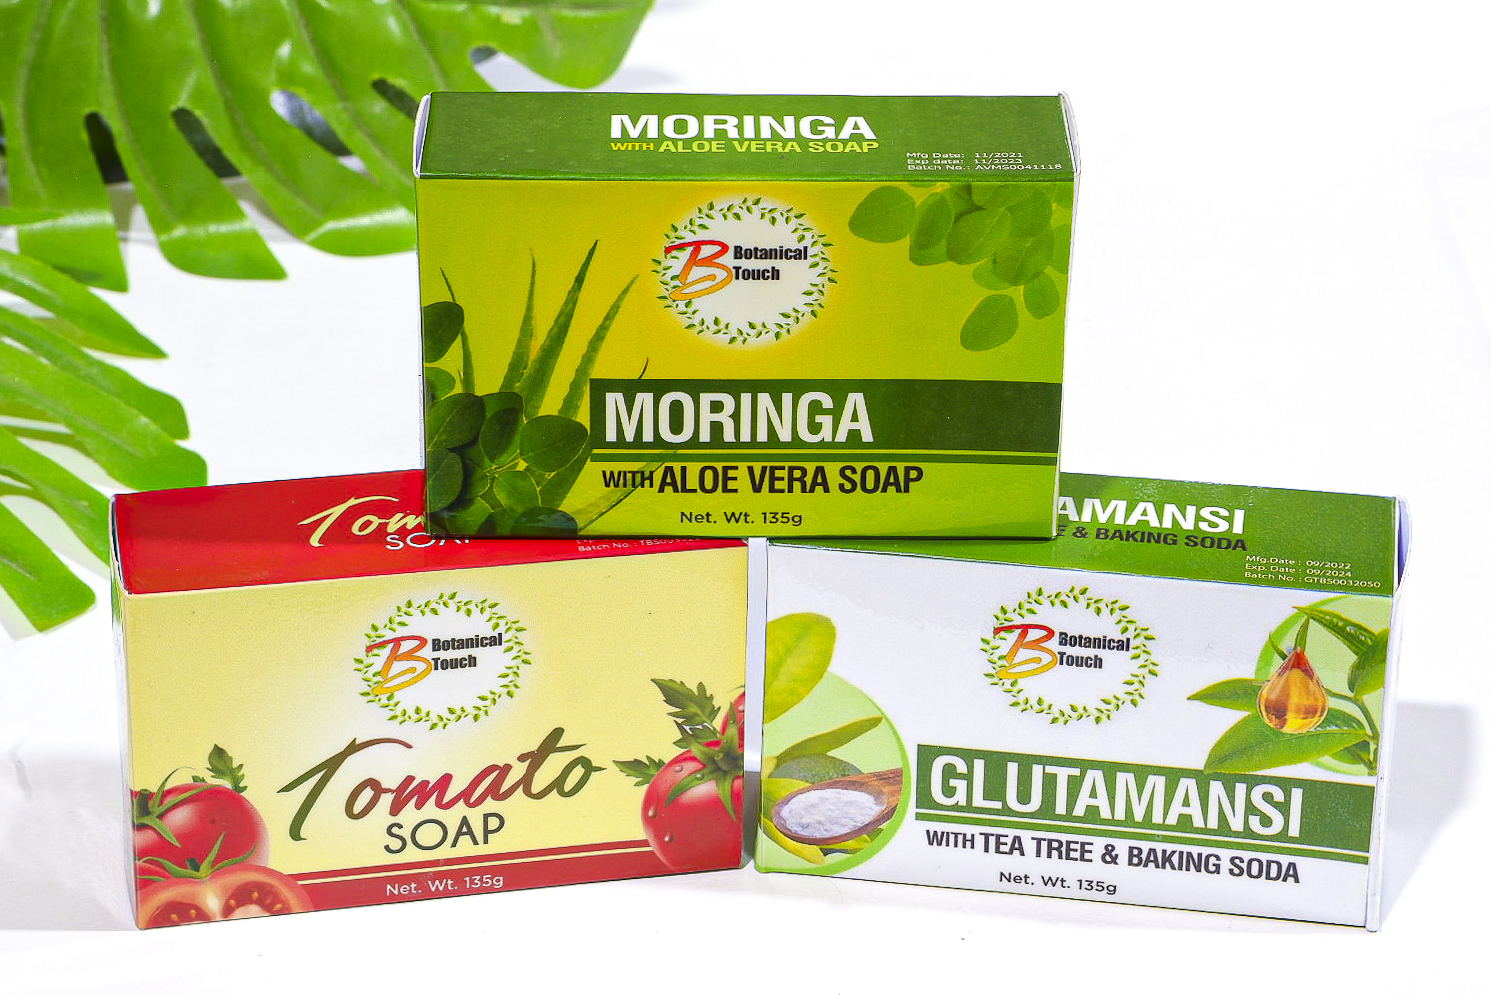 MORINGA
WITH ALOE VERA SOAP
Mfg Date: 11/2021
Exp date: 11/2023
Batch No.: AVMS0041118
Botanical
Touch
MORINGA
WITH ALOE VERA SOAP
Net. Wt. 135g
Botanical
Touch
Tomato
SOAP
Net. Wt. 135g
AMANSI
& BAKING SODA
Mfg.Date : 09/2022
Exp. Date : 09/2024
Batch No. : GTBS0032050
Botanical
Touch
GLUTAMANSI
WITH TEA TREE & BAKING SODA
Net. Wt. 135g